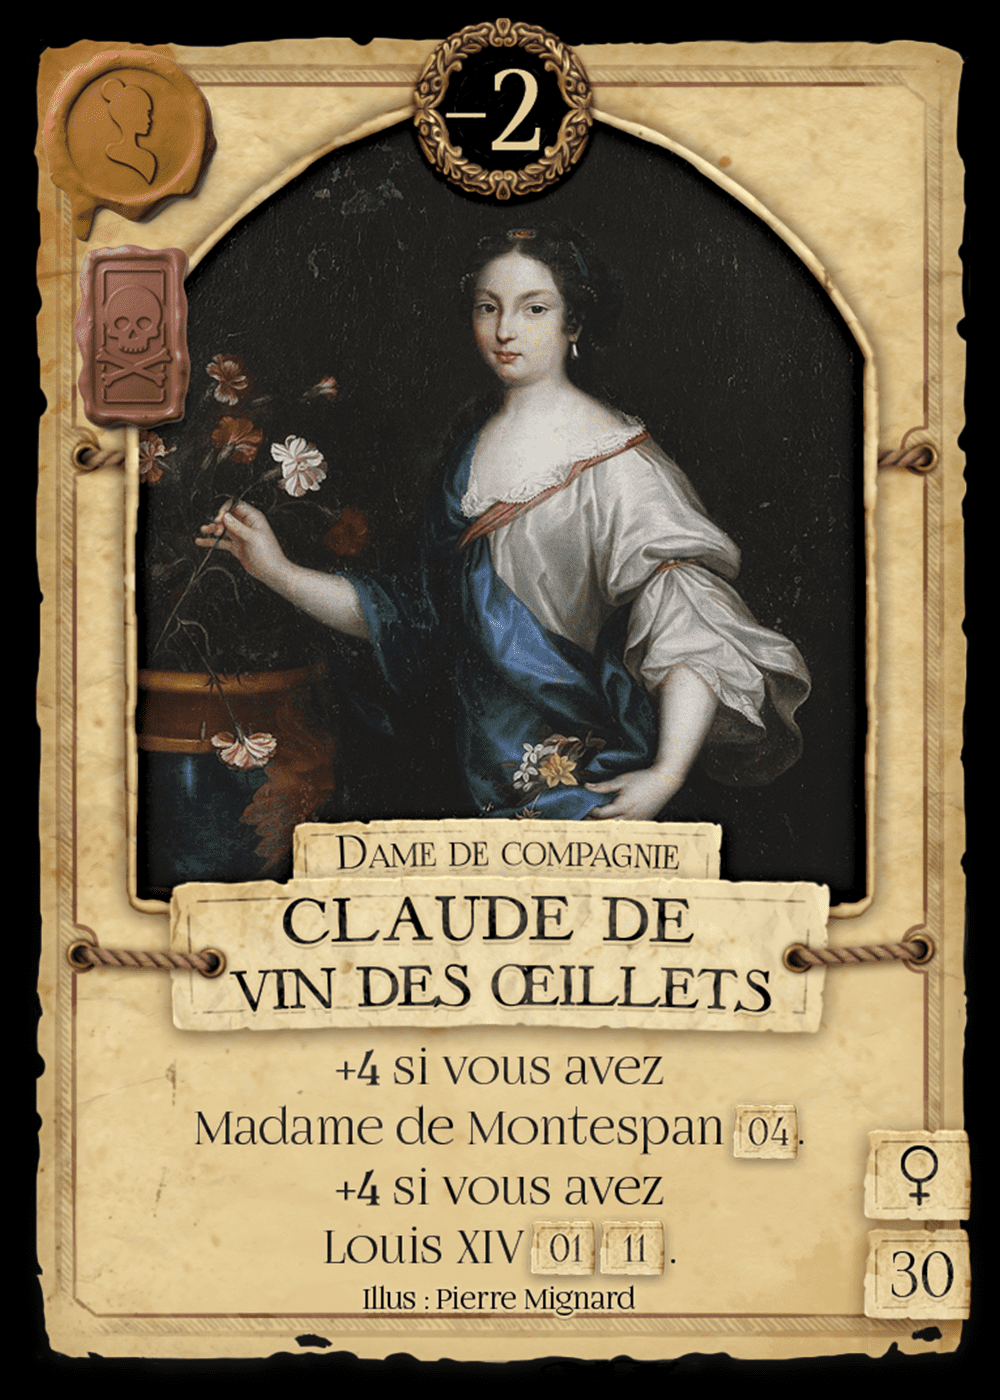 -2
Dame de compagnie
CLAUDE DE
VIN DES ŒILLETS
+4 si vous avez
Madame de Montespan 04.
+4 si vous avez
Louis XIV 01 11.
♀
30
Illus : Pierre Mignard